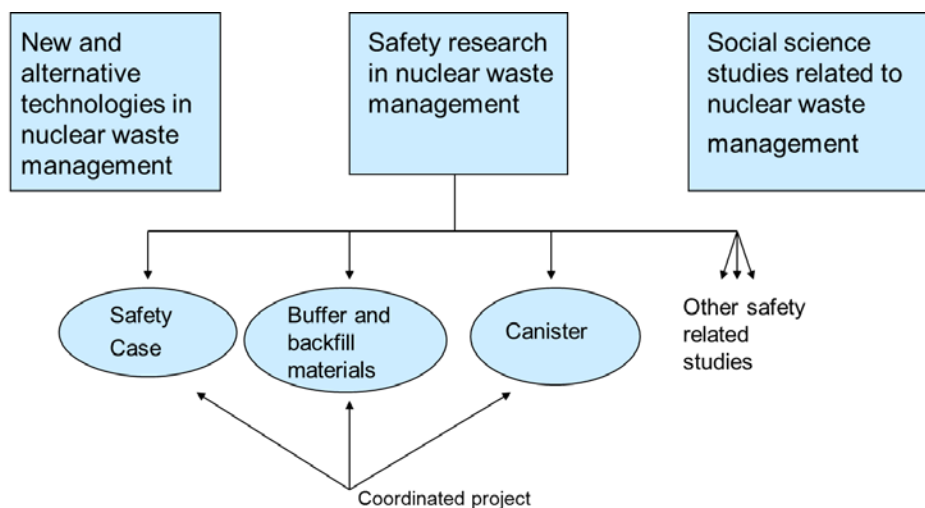 New and
alternative
technologies in
nuclear waste
management
Safety research
in nuclear waste
management
Social science
studies related to
nuclear waste
management
Safety
Case
Buffer and
backfill
materials
Canister
Other safety
related
studies
Coordinated project